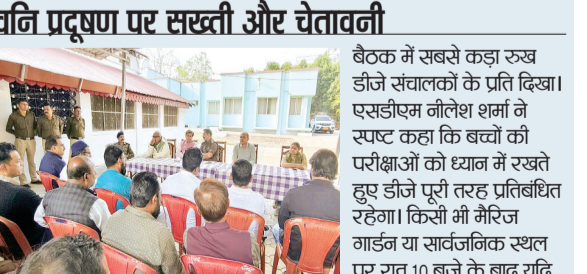 प्रदूषण पर सख्ती और चेतावनी
बैठक में सबसे कड़ा रुख
डीजे संचालकों के प्रति दिखा।
एसडीएम नीलेश शर्मा ने
स्पष्ट कहा कि बच्चों की
परीक्षाओं को ध्यान में रखते
हुए डीजे पूरी तरह प्रतिबंधित
रहेगा। किसी भी मैरिज
गार्डन या सार्वजनिक स्थल
पर रात 10 बजे के बाद यदि